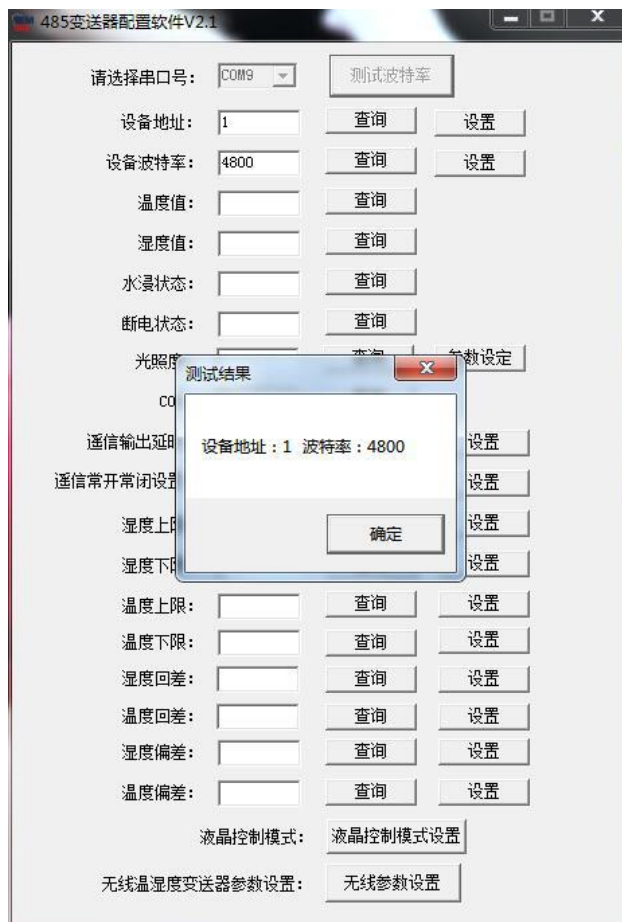 485变送器配置软件V2.1
请选择串口号： COM9 测试波特率
设备地址： 1 查询 设置
设备波特率： 4800 查询 设置
温度值： 查询
湿度值： 查询
水浸状态： 查询
断电状态： 查询
光照度 参数设定
测试结果
CO
设备地址：1 波特率：4800
遥信输出延时 设置
遥信常开常闭设置 设置
确定
湿度上限 设置
湿度下限 设置
温度上限： 查询 设置
温度下限： 查询 设置
湿度回差： 查询 设置
温度回差： 查询 设置
湿度偏差： 查询 设置
温度偏差： 查询 设置
液晶控制模式： 液晶控制模式设置
无线温湿度变送器参数设置： 无线参数设置